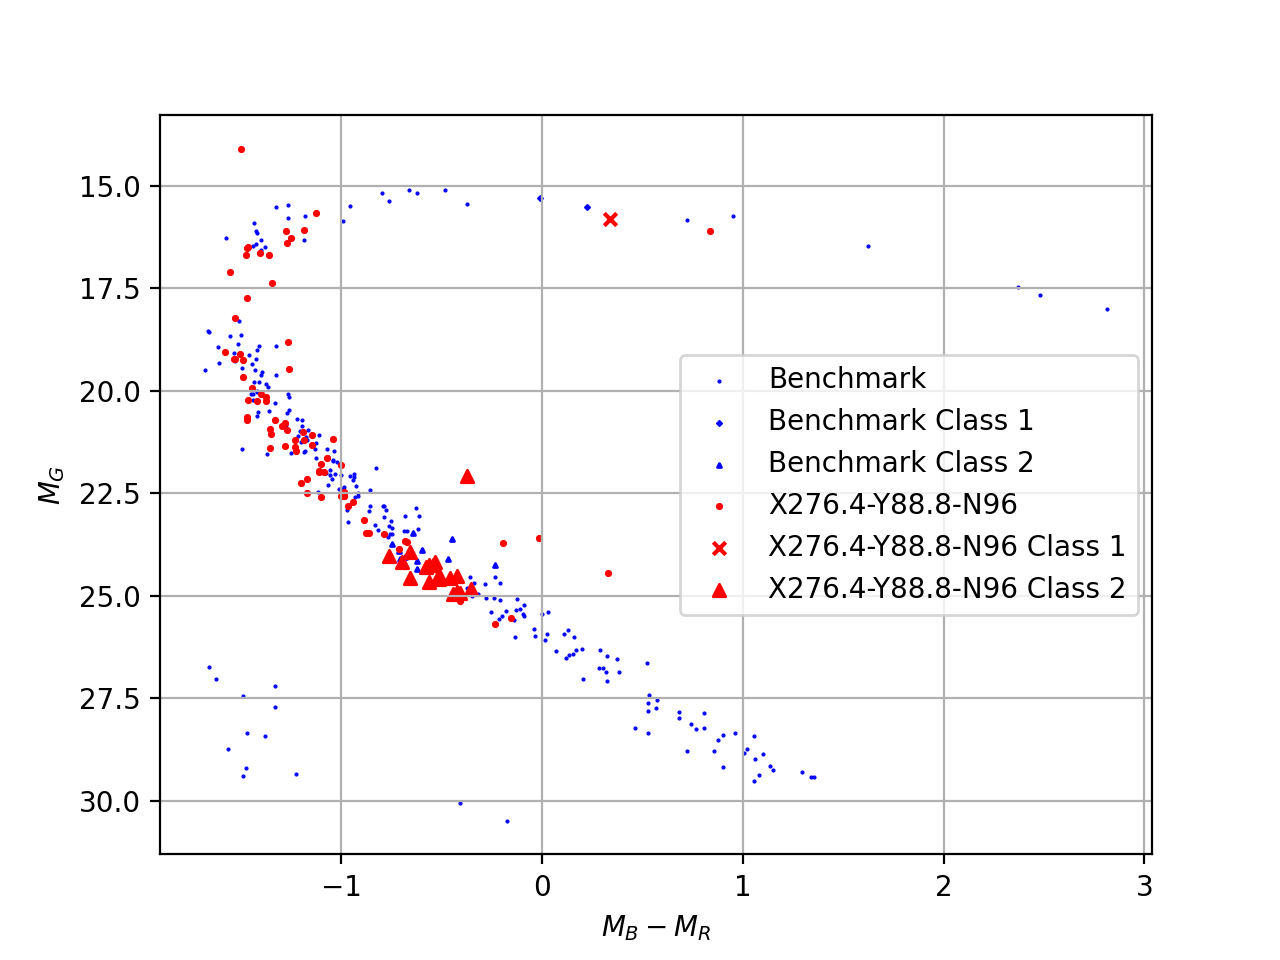 15.0
17.5
20.0
22.5
25.0
27.5
30.0
M_G
−1
0
1
2
3
M_B − M_R
Benchmark
Benchmark Class 1
Benchmark Class 2
X276.4-Y88.8-N96
X276.4-Y88.8-N96 Class 1
X276.4-Y88.8-N96 Class 2